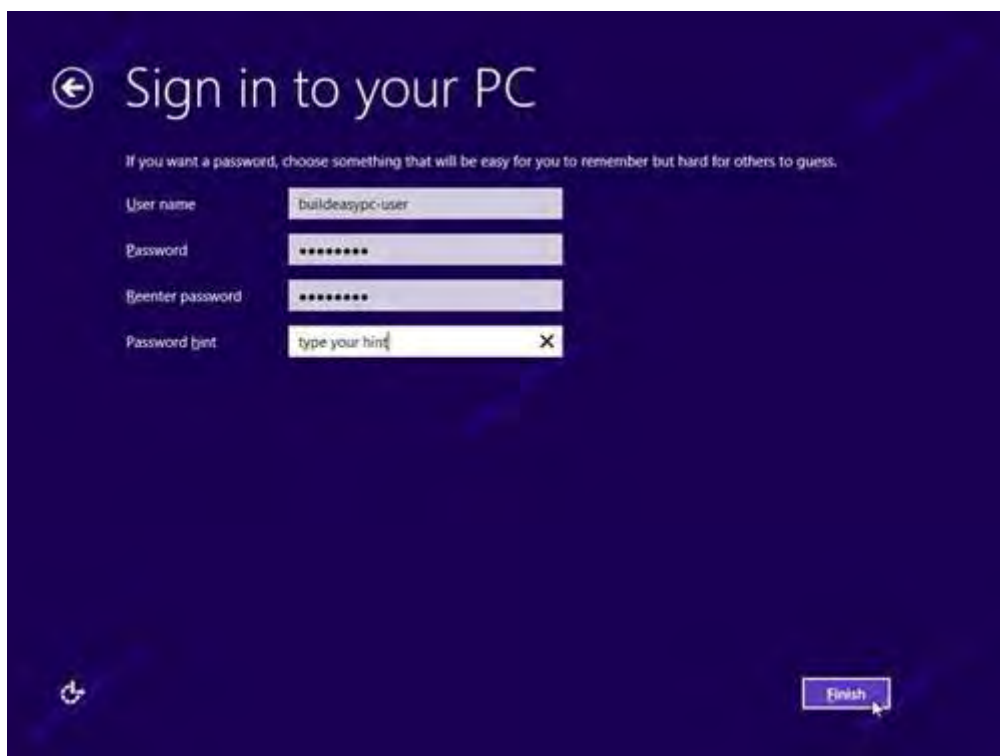 Sign in to your PC
If you want a password, choose something that will be easy for you to remember but hard for others to guess.
User name buildeasypc-user
Password ••••••••
Reenter password ••••••••
Password hint type your hint
Finish